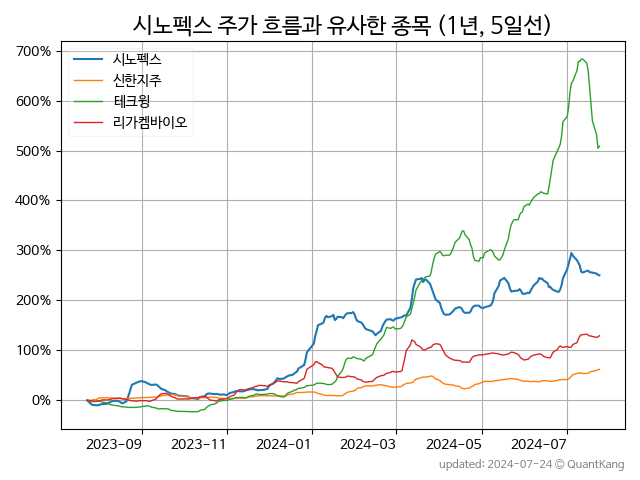 시노펙스 주가 흐름과 유사한 종목 (1년, 5일선)
700%
600%
500%
400%
300%
200%
100%
0%
시노펙스
신한지주
테크윙
리가켐바이오
2023-09
2023-11
2024-01
2024-03
2024-05
2024-07
updated: 2024-07-24 © QuantKang